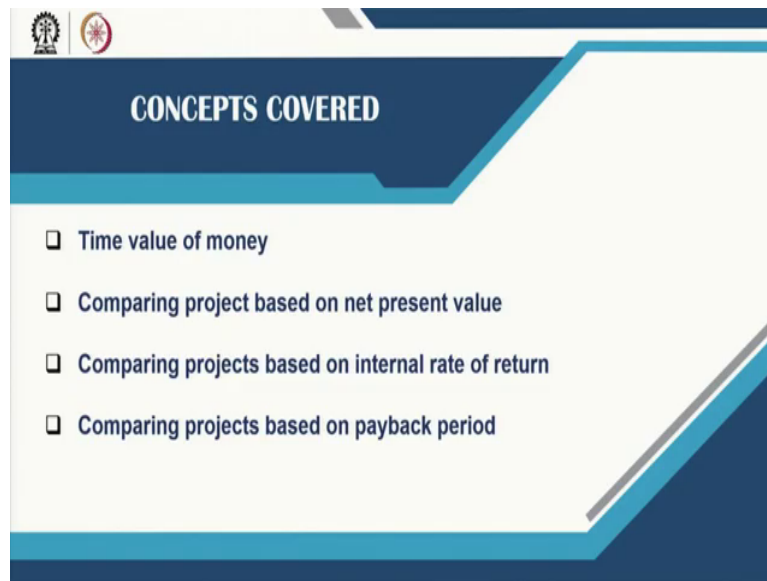 CONCEPTS COVERED
Time value of money
Comparing project based on net present value
Comparing projects based on internal rate of return
Comparing projects based on payback period